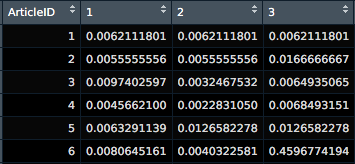 ArticleID 1 2 3
1 0.0062111801 0.0062111801 0.0062111801
2 0.0055555556 0.0055555556 0.0166666667
3 0.0097402597 0.0032467532 0.0064935065
4 0.0045662100 0.0022831050 0.0068493151
5 0.0063291139 0.0126582278 0.0126582278
6 0.0080645161 0.0040322581 0.4596774194